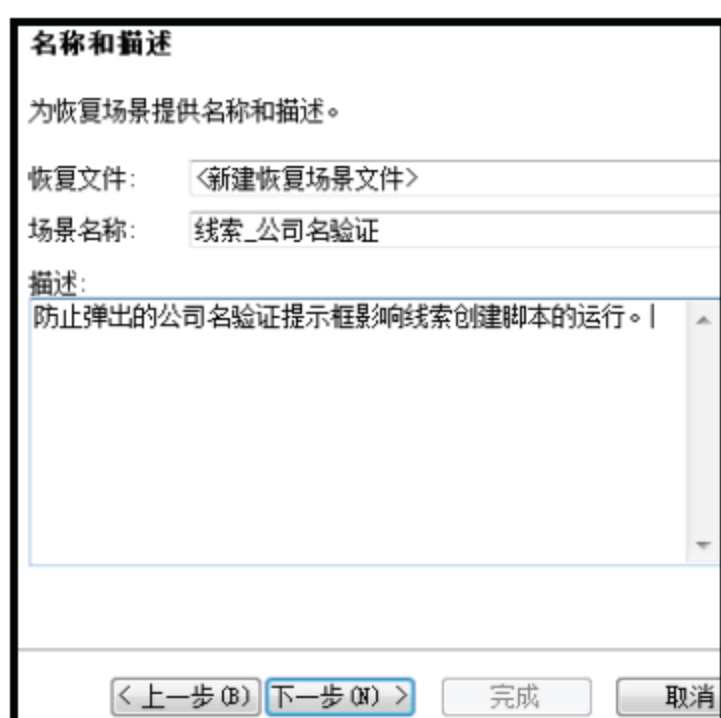 名称和描述
为恢复场景提供名称和描述。
恢复文件: <新建恢复场景文件>
场景名称: 线索_公司名验证
描述:
防止弹出的公司名验证提示框影响线索创建脚本的运行。
< 上一步(B) 下一步(N) > 完成 取消